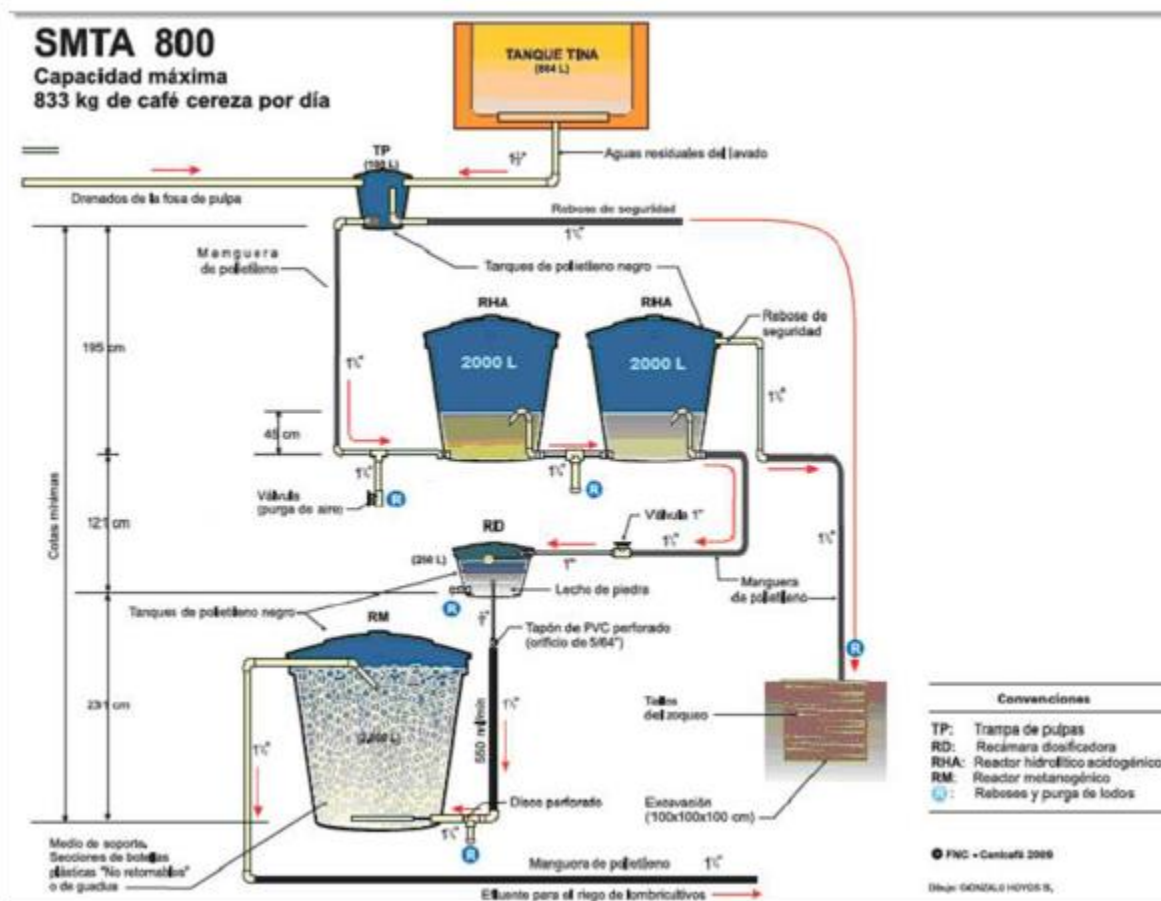 SMTA 800
Capacidad máxima
833 kg de café cereza por día
TANQUE TINA
(664 L)
Aguas residuales del lavado
1½"
TP
(100 L)
Drenados de la fosa de pulpa
Rebose de seguridad
1½"
Manguera
de polietileno
Tanques de polietileno negro
RHA
RHA
Rebose de
seguridad
2000 L
2000 L
195 cm
1½"
1½"
45 cm
1½"
1½"
Válvula
(purga de aire)
R
R
Cotas mínimas
121 cm
RD
(250 L)
Válvula 1"
1"
1½"
1½"
Lecho de piedra
Manguera
de polietileno
Tanques de polietileno negro
R
RM
Tapón de PVC perforado
(orificio de 5/64")
R
231 cm
1½"
550 ml/min
1½"
Tallos
del zoqueo
Disco perforado
1½"
R
Excavación
(100x100x100 cm)
Medio de soporte.
Secciones de botellas
plásticas "No retornables"
o de guadua
Manguera de polietileno
1½"
Efluente para el riego de lombricultivos
Convenciones
TP: Trampa de pulpas
RD: Recámara dosificadora
RHA: Reactor hidrolítico acidogénico
RM: Reactor metanogénico
R: Reboses y purga de lodos
© FNC - Cenicafé
Dibujo: GONZALO HOYOS S,